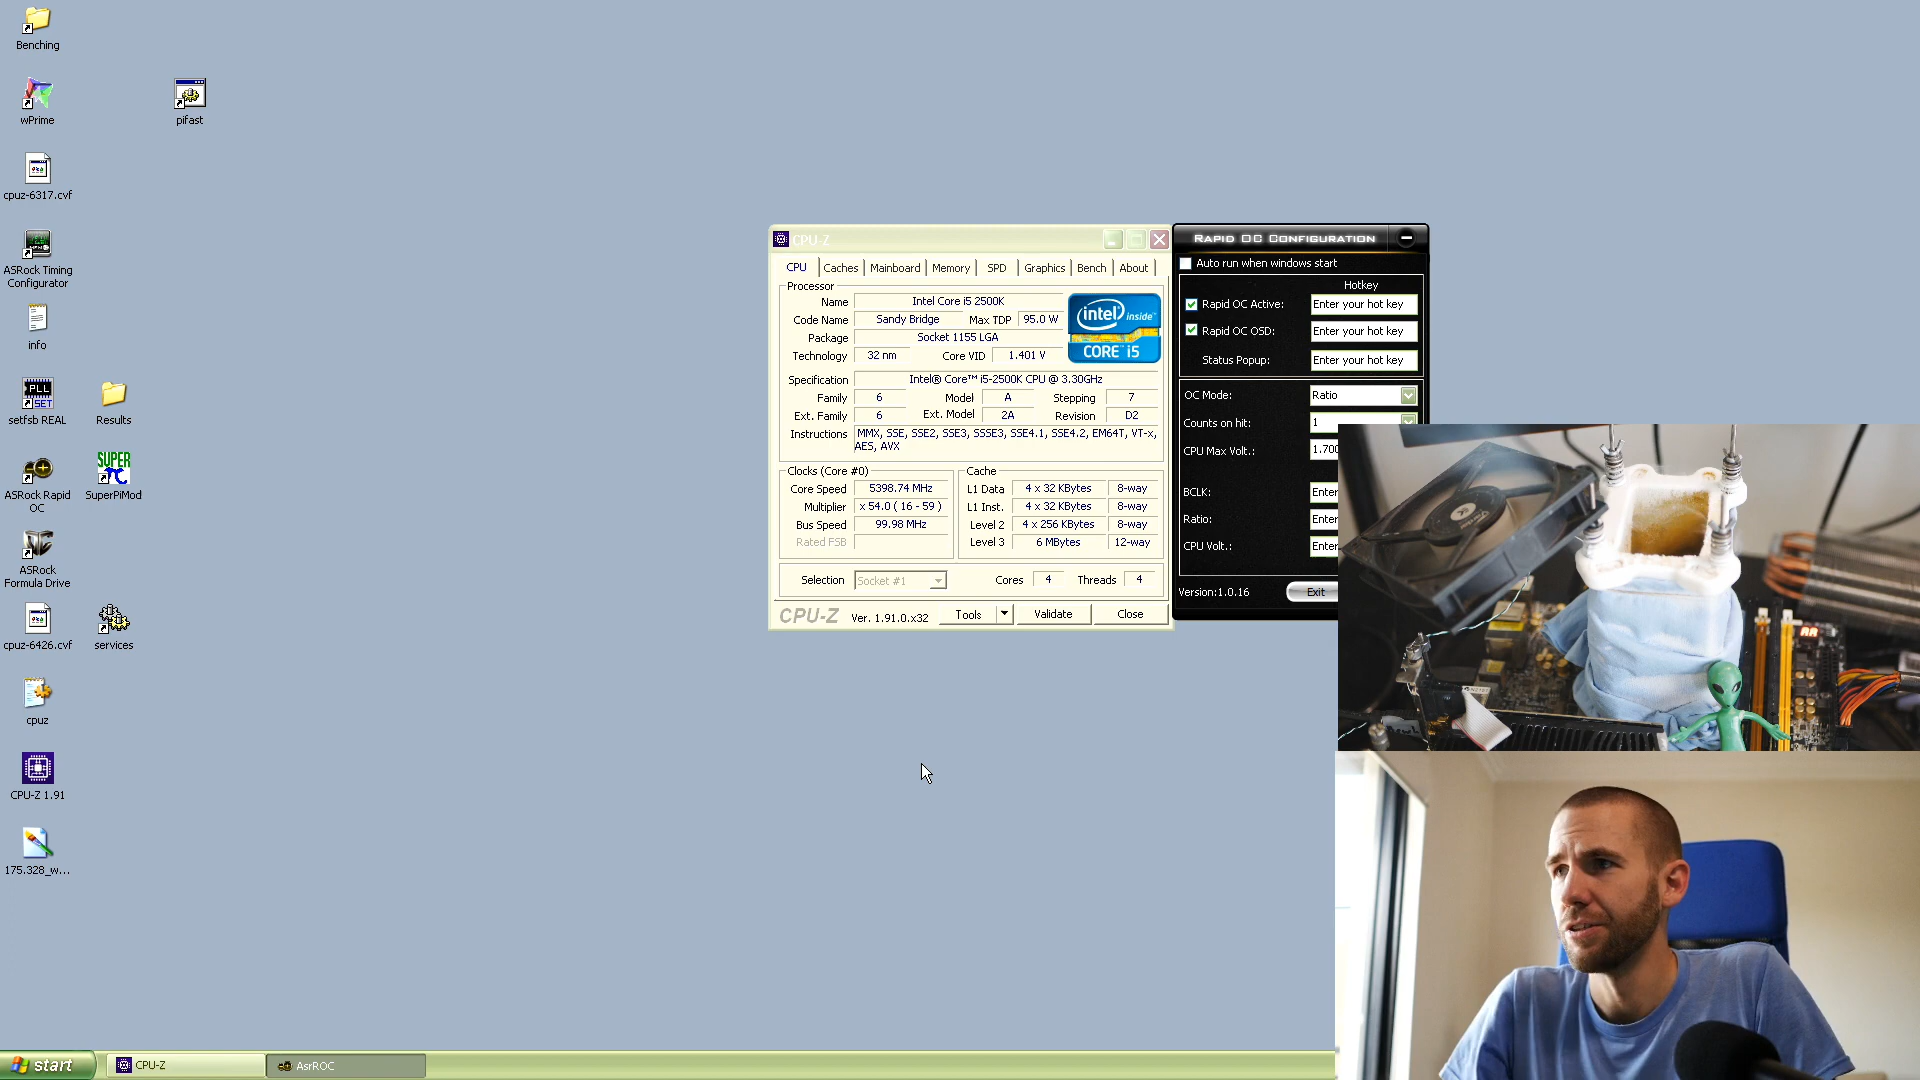 Benching
wPrime
pifast
cpuz-6317.cvf
ASRock Timing
Configurator
info
PLL
SET
setfsb REAL
Results
ASRock Rapid
OC
SUPER
SuperPiMod
ASRock
Formula Drive
cpuz-6426.cvf
services
cpuz
CPU-Z 1.91
175.328_w...
CPU-Z
CPU
Caches
Mainboard
Memory
SPD
Graphics
Bench
About
Processor
Name Intel Core i5 2500K
Code Name Sandy Bridge Max TDP 95.0 W
Package Socket 1155 LGA
Technology 32 nm Core VID 1.401 V
intel inside™
CORE™ i5
Specification Intel® Core™ i5-2500K CPU @ 3.30GHz
Family 6 Model A Stepping 7
Ext. Family 6 Ext. Model 2A Revision D2
Instructions MMX, SSE, SSE2, SSE3, SSSE3, SSE4.1, SSE4.2, EM64T, VT-x,
AES, AVX
Clocks (Core #0)
Core Speed 5398.74 MHz
Multiplier x 54.0 ( 16 - 59 )
Bus Speed 99.98 MHz
Rated FSB
Cache
L1 Data 4 x 32 KBytes 8-way
L1 Inst. 4 x 32 KBytes 8-way
Level 2 4 x 256 KBytes 8-way
Level 3 6 MBytes 12-way
Selection Socket #1 Cores 4 Threads 4
CPU-Z Ver. 1.91.0.x32 Tools Validate Close
RAPID OC CONFIGURATION
Auto run when windows start
Hotkey
Rapid OC Active: Enter your hot key
Rapid OC OSD: Enter your hot key
Status Popup: Enter your hot key
OC Mode: Ratio
Counts on hit: 1
CPU Max Volt.: 1.700
BCLK: Enter
Ratio: Enter
CPU Volt.: Enter
Version:1.0.16 Exit
start
CPU-Z
AsrROC